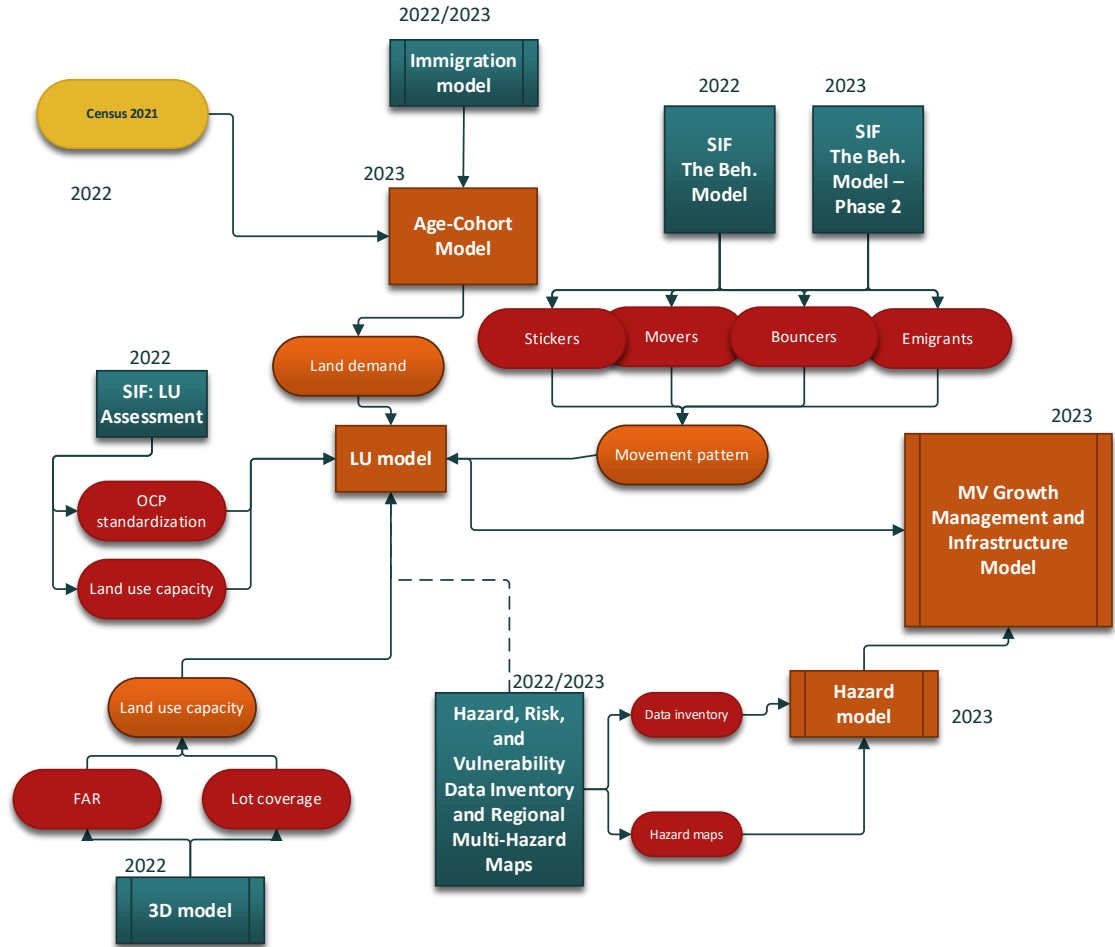 2022/2023
Immigration
model
Census 2021
2022
2023
Age-Cohort
Model
2022
SIF
The Beh.
Model
2023
SIF
The Beh.
Model –
Phase 2
Stickers
Movers
Bouncers
Emigrants
Land demand
2022
SIF: LU
Assessment
LU model
Movement pattern
OCP
standardization
Land use capacity
2023
MV Growth
Management and
Infrastructure
Model
Land use capacity
FAR
Lot coverage
2022
3D model
2022/2023
Hazard, Risk,
and
Vulnerability
Data Inventory
and Regional
Multi-Hazard
Maps
Data inventory
Hazard maps
Hazard
model
2023